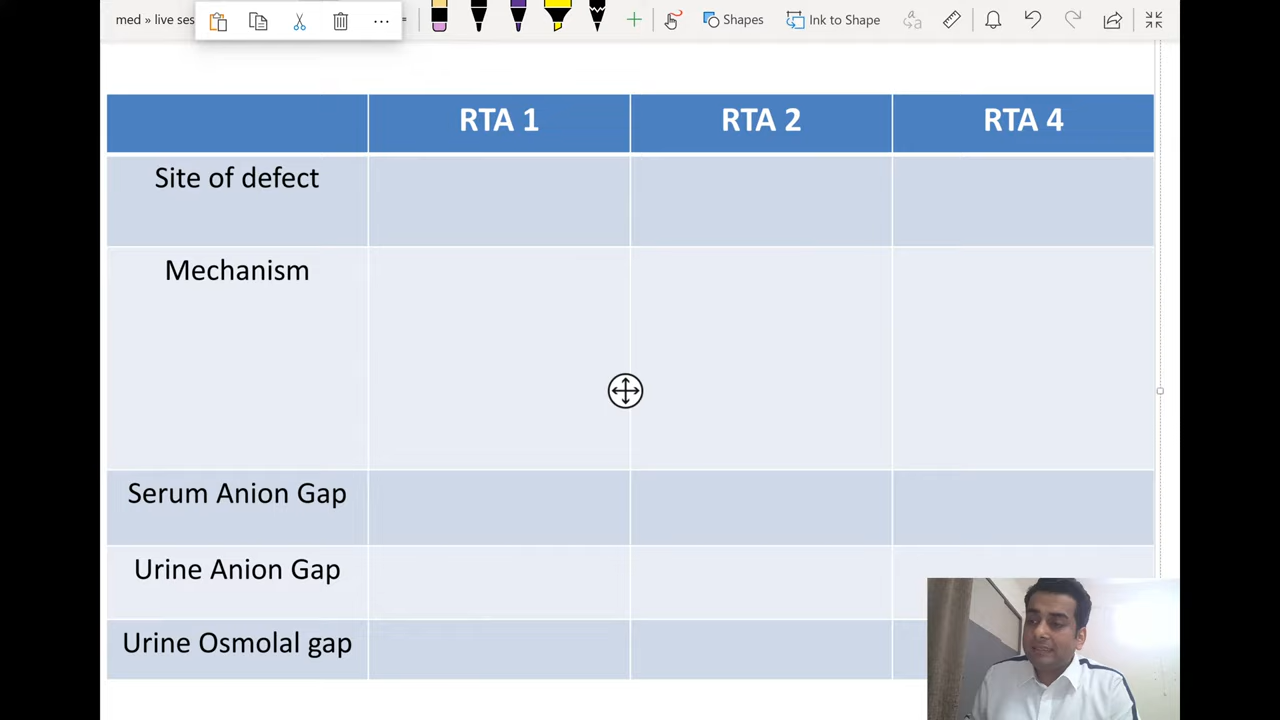 med » live ses
Shapes
Ink to Shape
RTA 1
RTA 2
RTA 4
Site of defect
Mechanism
Serum Anion Gap
Urine Anion Gap
Urine Osmolal gap